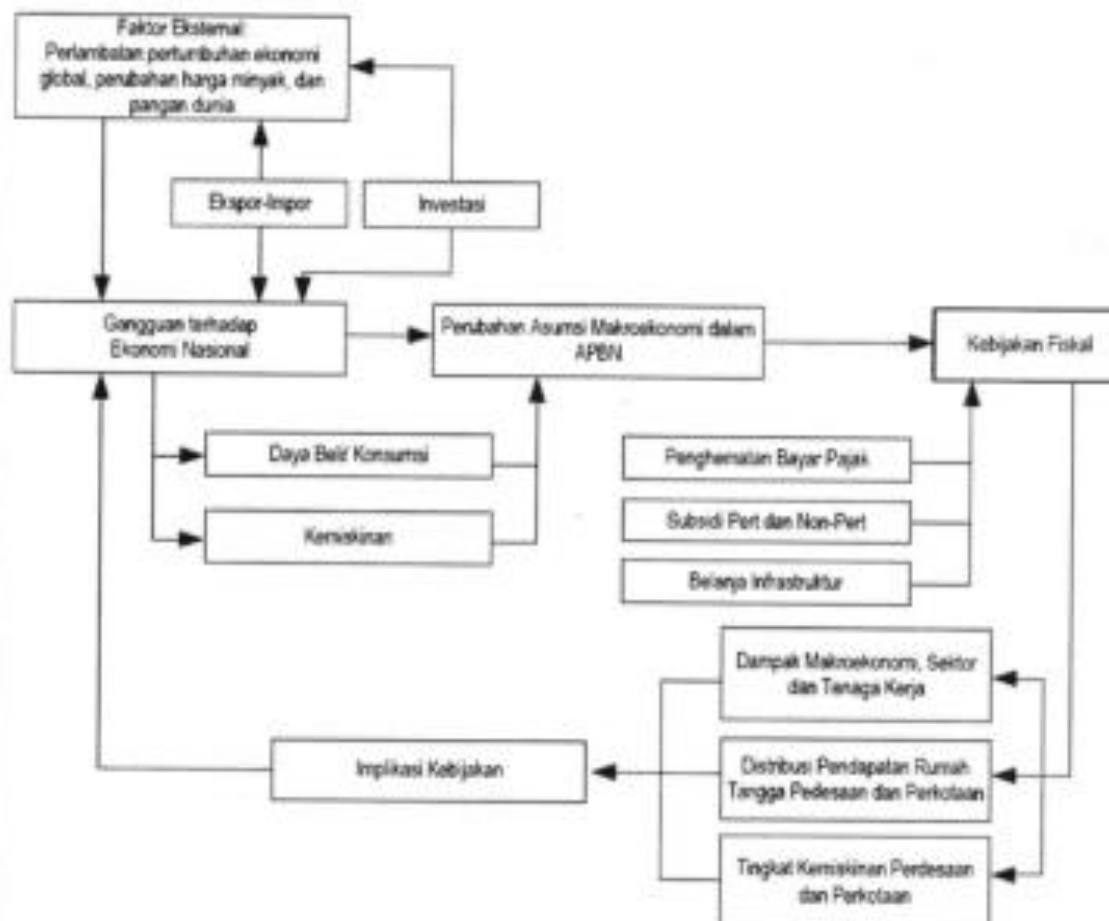 Faktor Eksternal:
Perlambatan pertumbuhan ekonomi
global, perubahan harga minyak, dan
pangan dunia
Ekspor-Impor
Investasi
Gangguan terhadap
Ekonomi Nasional
Perubahan Asumsi Makroekonomi dalam
APBN
Kebijakan Fiskal
Daya Beli/ Konsumsi
Kemiskinan
Penghematan Bayar Pajak
Subsidi Pert dan Non-Pert
Belanja Infrastruktur
Dampak Makroekonomi, Sektor
dan Tenaga Kerja
Implikasi Kebijakan
Distribusi Pendapatan Rumah
Tangga Pedesaan dan Perkotaan
Tingkat Kemiskinan Perdesaan
dan Perkotaan